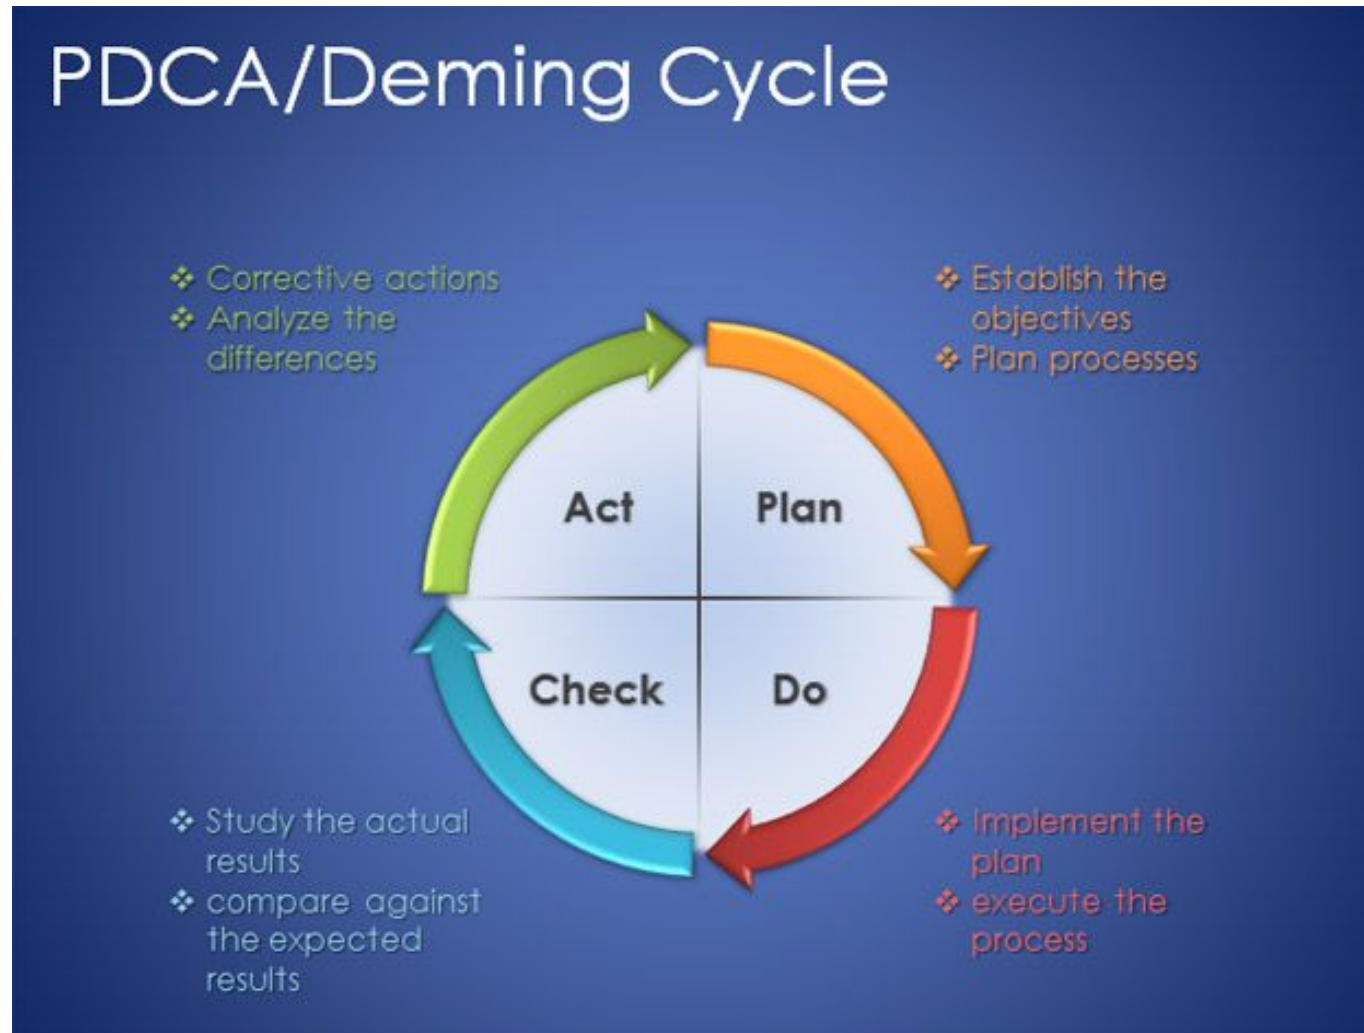 PDCA/Deming Cycle
❖ Corrective actions
❖ Analyze the
differences
❖ Establish the
objectives
❖ Plan processes
Act
Plan
Check
Do
❖ Study the actual
results
❖ compare against
the expected
results
❖ Implement the
plan
❖ execute the
process